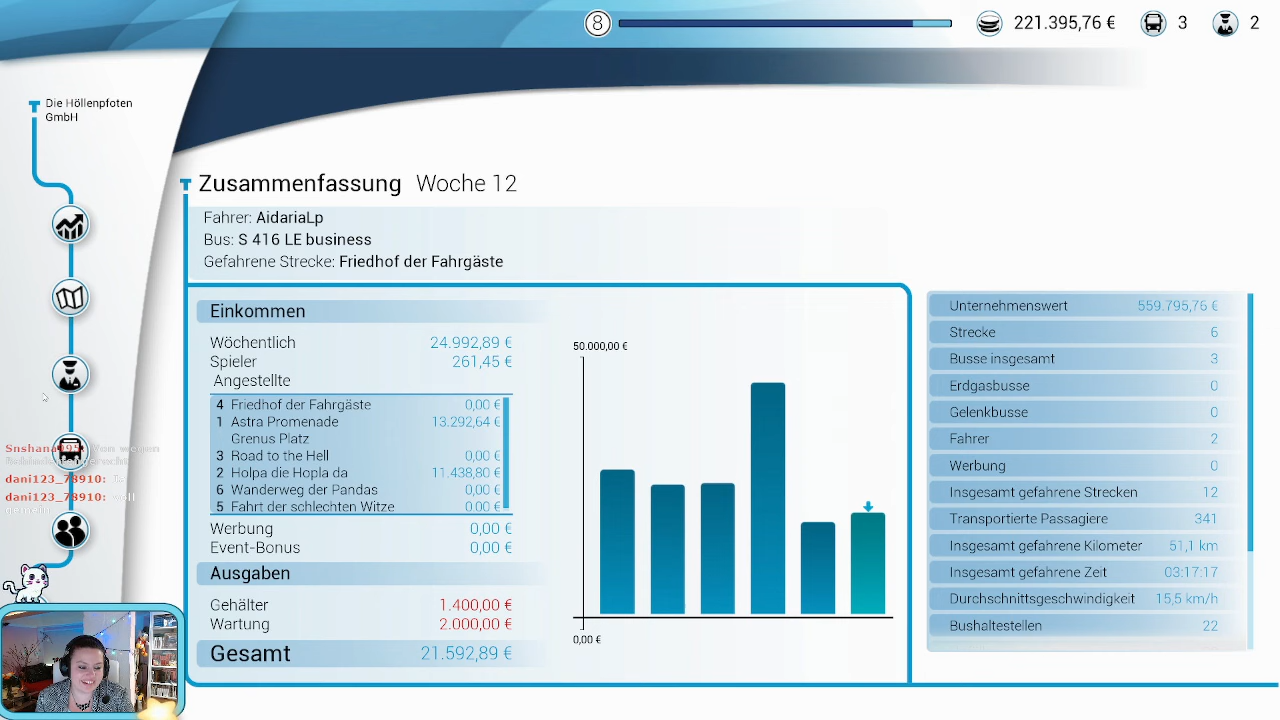 8
221.395,76 €
3
2
Die Höllenpfoten
GmbH
Zusammenfassung Woche 12
Fahrer: AidariaLp
Bus: S 416 LE business
Gefahrene Strecke: Friedhof der Fahrgäste
Einkommen
Wöchentlich 24.992,89 €
Spieler 261,45 €
Angestellte
4 Friedhof der Fahrgäste 0,00 €
1 Astra Promenade 13.292,64 €
Grenus Platz
3 Road to the Hell 0,00 €
2 Holpa die Hopla da 11.438,80 €
6 Wanderweg der Pandas 0,00 €
5 Fahrt der schlechten Witze 0,00 €
Werbung 0,00 €
Event-Bonus 0,00 €
Ausgaben
Gehälter 1.400,00 €
Wartung 2.000,00 €
Gesamt 21.592,89 €
50.000,00 €
0,00 €
Unternehmenswert 559.795,76 €
Strecke 6
Busse insgesamt 3
Erdgasbusse 0
Gelenkbusse 0
Fahrer 2
Werbung 0
Insgesamt gefahrene Strecken 12
Transportierte Passagiere 341
Insgesamt gefahrene Kilometer 51,1 km
Insgesamt gefahrene Zeit 03:17:17
Durchschnittsgeschwindigkeit 15,5 km/h
Bushaltestellen 22
dani123_78910:
dani123_78910: